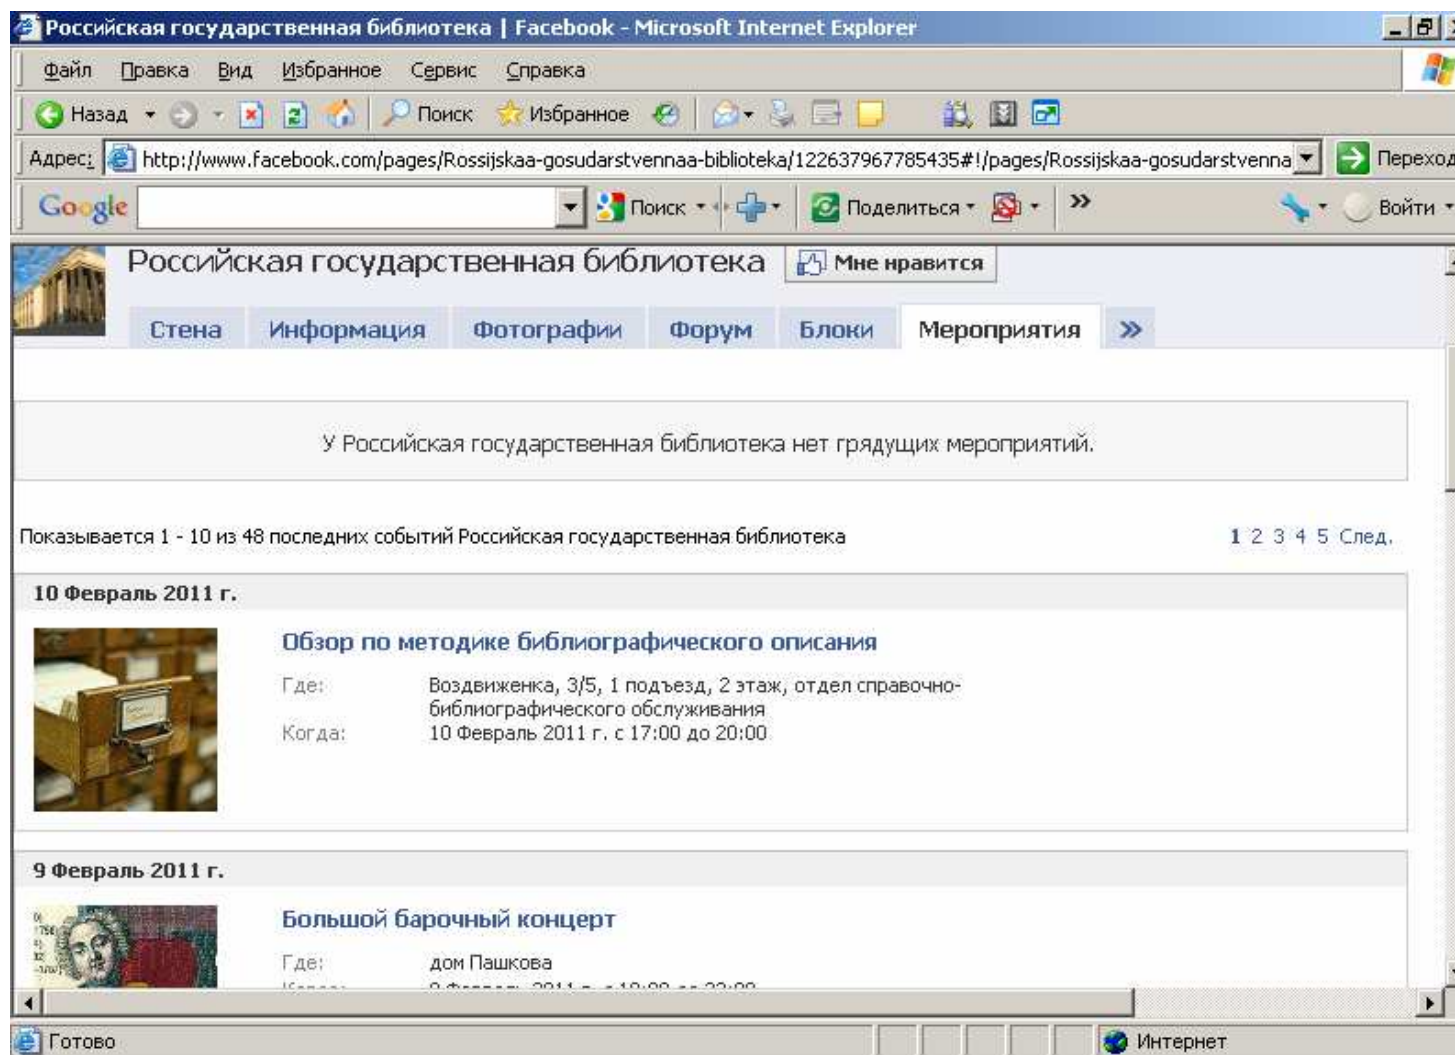 Российская государственная библиотека | Facebook - Microsoft Internet Explorer
Файл Правка Вид Избранное Сервис Справка
Назад Поиск Избранное
Адрес: http://www.facebook.com/pages/Rossijskaa-gosudarstvennaa-biblioteka/122637967785435#!/pages/Rossijskaa-gosudarstvenna Переход
Google Поиск Поделиться » Войти
Российская государственная библиотека Мне нравится
Стена Информация Фотографии Форум Блоки Мероприятия »
У Российская государственная библиотека нет грядущих мероприятий.
Показывается 1 - 10 из 48 последних событий Российская государственная библиотека 1 2 3 4 5 След.
10 Февраль 2011 г.
Обзор по методике библиографического описания
Где: Воздвиженка, 3/5, 1 подъезд, 2 этаж, отдел справочно-
библиографического обслуживания
Когда: 10 Февраль 2011 г. с 17:00 до 20:00
9 Февраль 2011 г.
Большой барочный концерт
Где: дом Пашкова
Готово Интернет